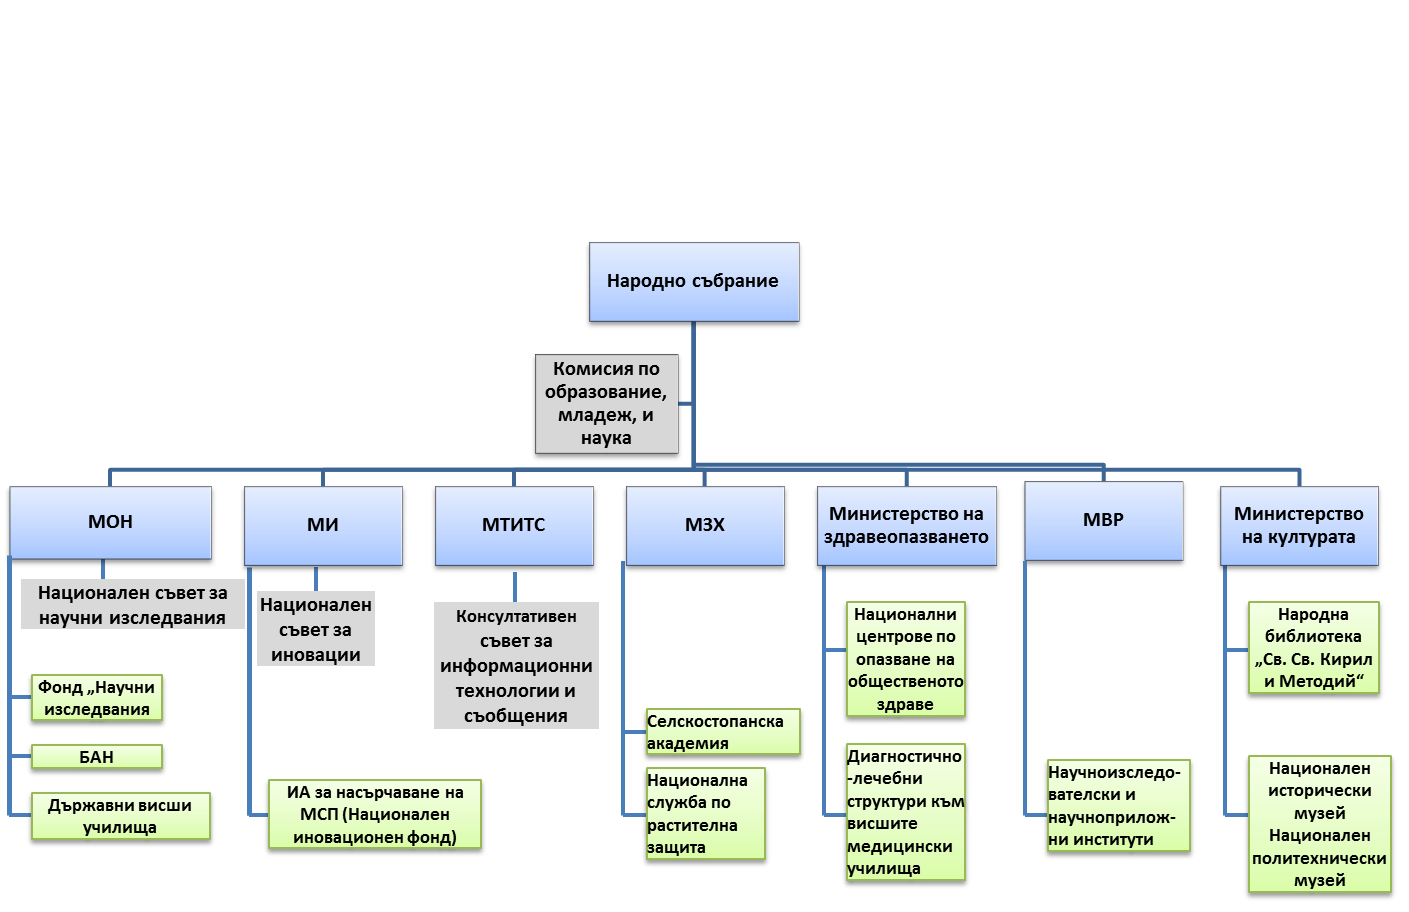 Народно събрание
Комисия по
образование,
младеж, и
наука
МОН
МИ
МТИТС
МЗХ
Министерство на
здравеопазването
МВР
Министерство
на културата
Национален съвет за
научни изследвания
Национален
съвет за
иновации
Консултативен
съвет за
информационни
технологии и
съобщения
Фонд „Научни
изследвания
БАН
Държавни висши
училища
ИА за насърчаване на
МСП (Национален
иновационен фонд)
Селскостопанска
академия
Национална
служба по
растителна
защита
Национални
центрове по
опазване на
общественото
здраве
Диагностично
-лечебни
структури към
висшите
медицински
училища
Научноизследо-
вателски и
научноприлож-
ни институти
Народна
библиотека
„Св. Св. Кирил
и Методий“
Национален
исторически
музей
Национален
политехнически
музей